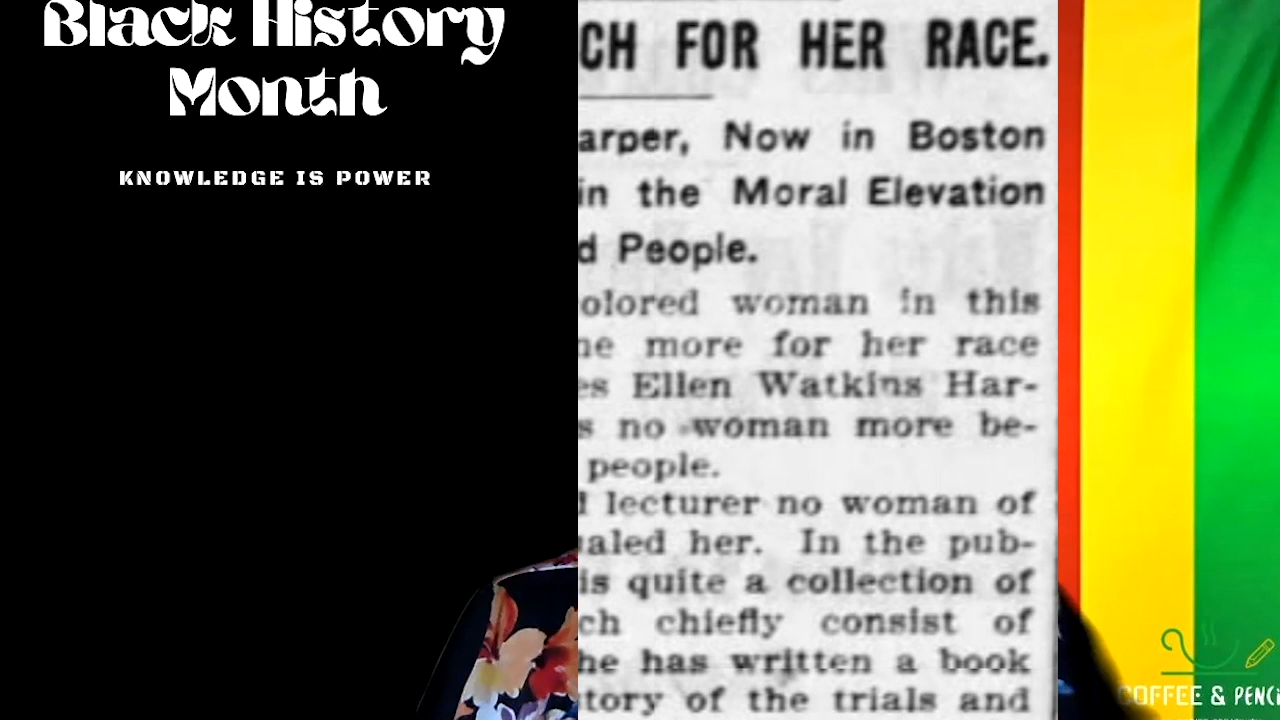 Black History
Month
KNOWLEDGE IS POWER
CH FOR HER RACE.
arper, Now in Boston
in the Moral Elevation
d People.
olored woman in this
ne more for her race
es Ellen Watkins Har-
s no woman more be-
people.
d lecturer no woman of
ualed her. In the pub-
is quite a collection of
ch chiefly consist of
he has written a book
tory of the trials and
COFFEE & PENCI